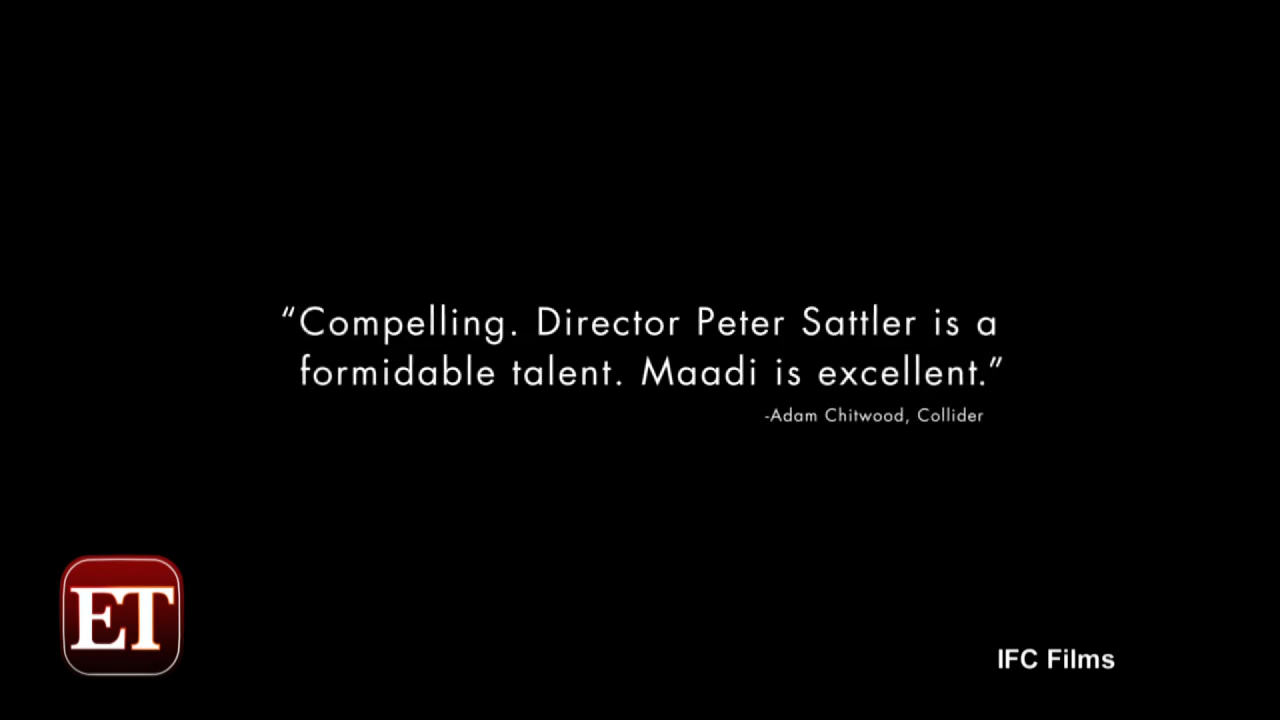 “Compelling. Director Peter Sattler is a
formidable talent. Maadi is excellent.”
-Adam Chitwood, Collider
ET
IFC Films